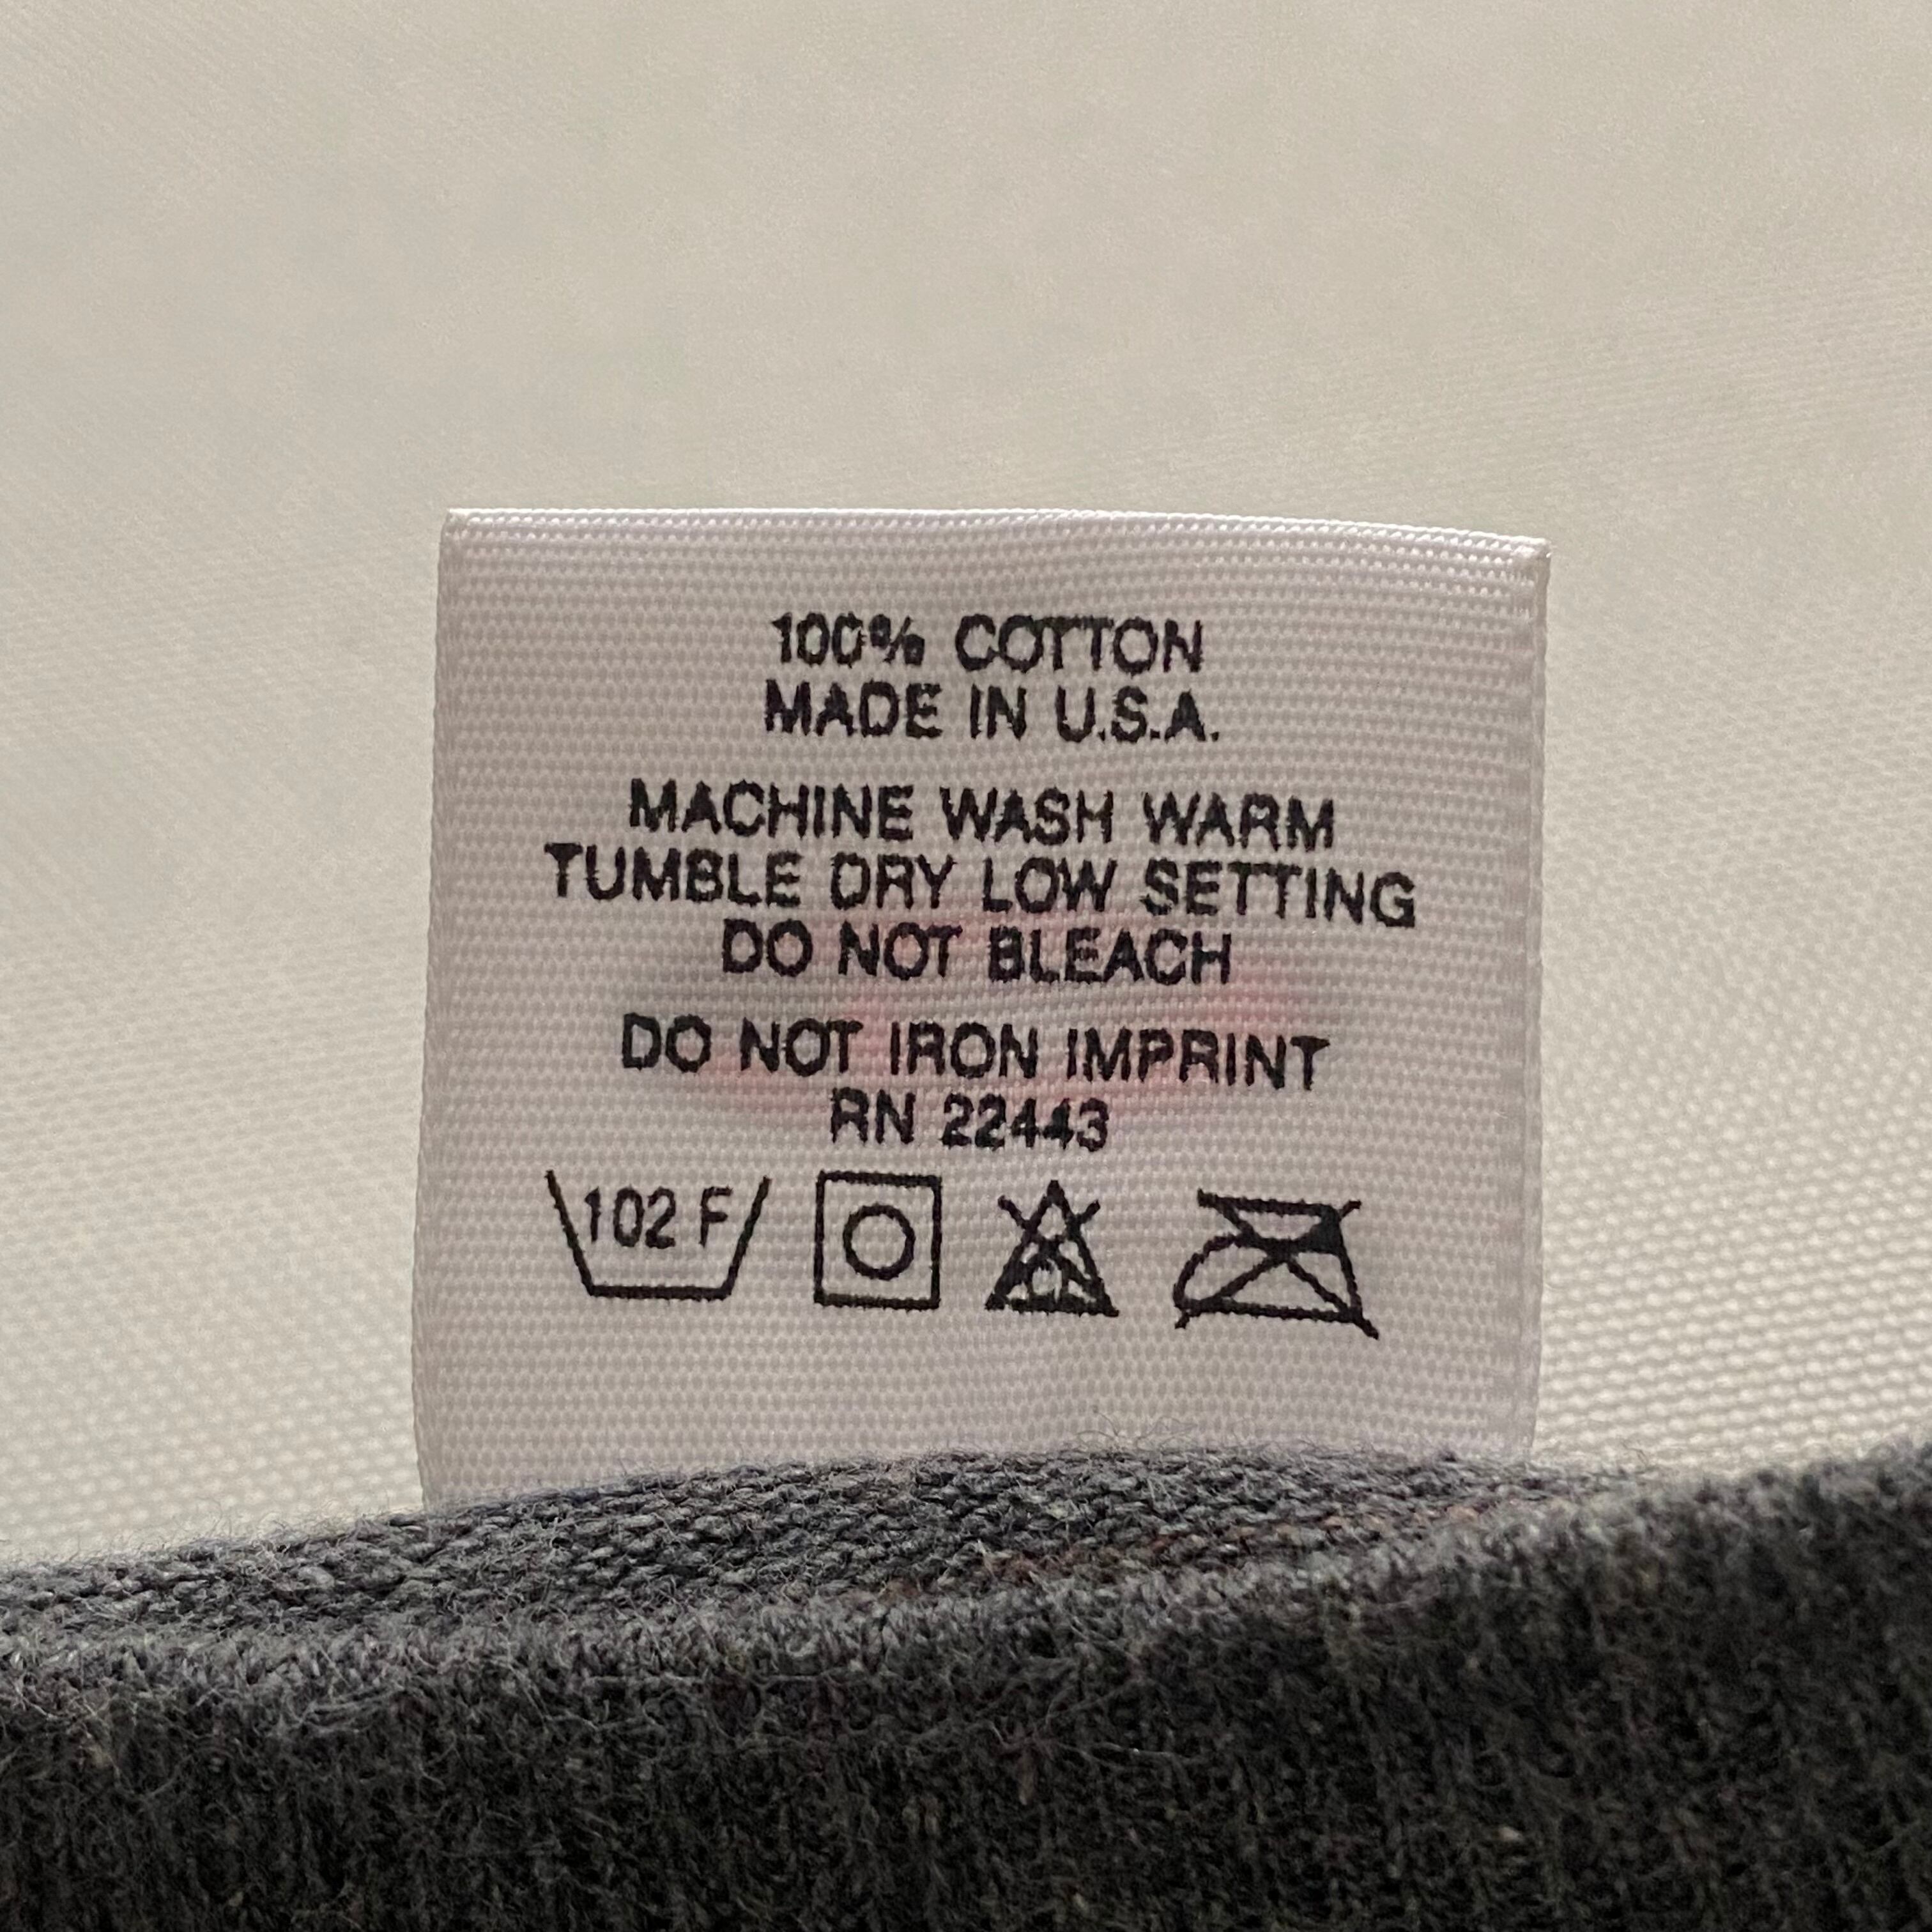 100% COTTON
MADE IN U.S.A.
MACHINE WASH WARM
TUMBLE DRY LOW SETTING
DO NOT BLEACH
DO NOT IRON IMPRINT
RN 22443
102 F